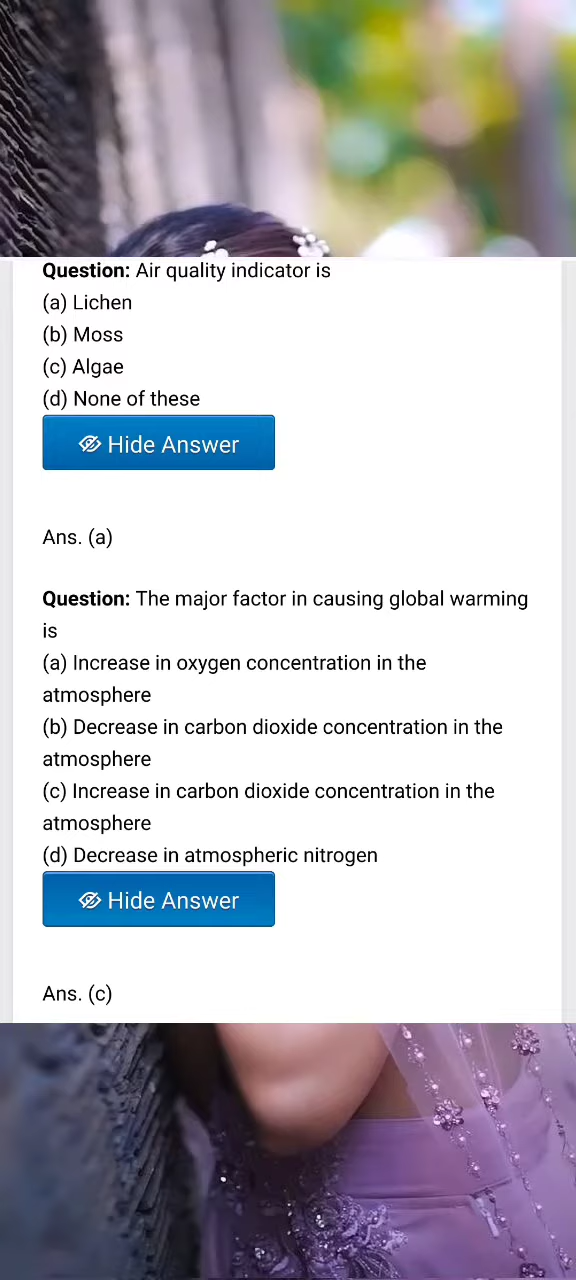 Question: Air quality indicator is
(a) Lichen
(b) Moss
(c) Algae
(d) None of these
Hide Answer
Ans. (a)
Question: The major factor in causing global warming
is
(a) Increase in oxygen concentration in the
atmosphere
(b) Decrease in carbon dioxide concentration in the
atmosphere
(c) Increase in carbon dioxide concentration in the
atmosphere
(d) Decrease in atmospheric nitrogen
Hide Answer
Ans. (c)